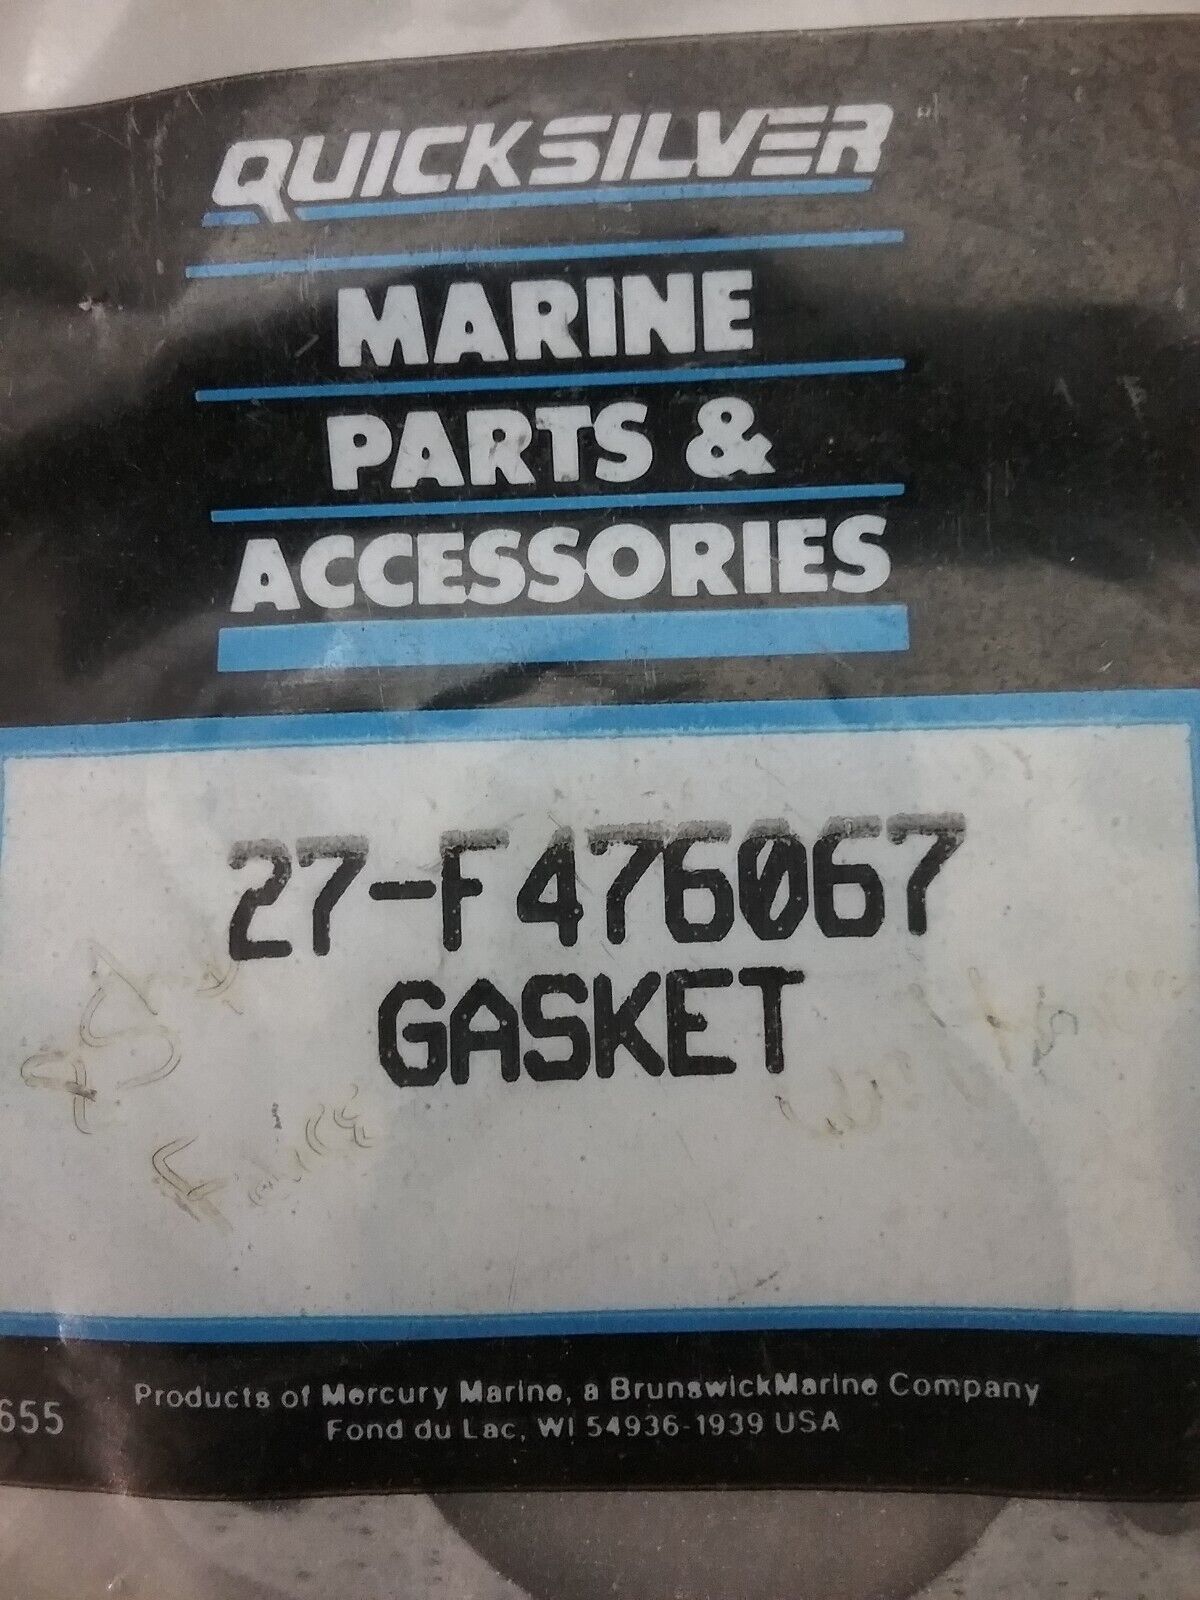 QUICKSILVER
MARINE
PARTS &
ACCESSORIES
27-F476067
GASKET
655
Products of Mercury Marine, a BrunswickMarine Company
Fond du Lac, WI 54936-1939 USA